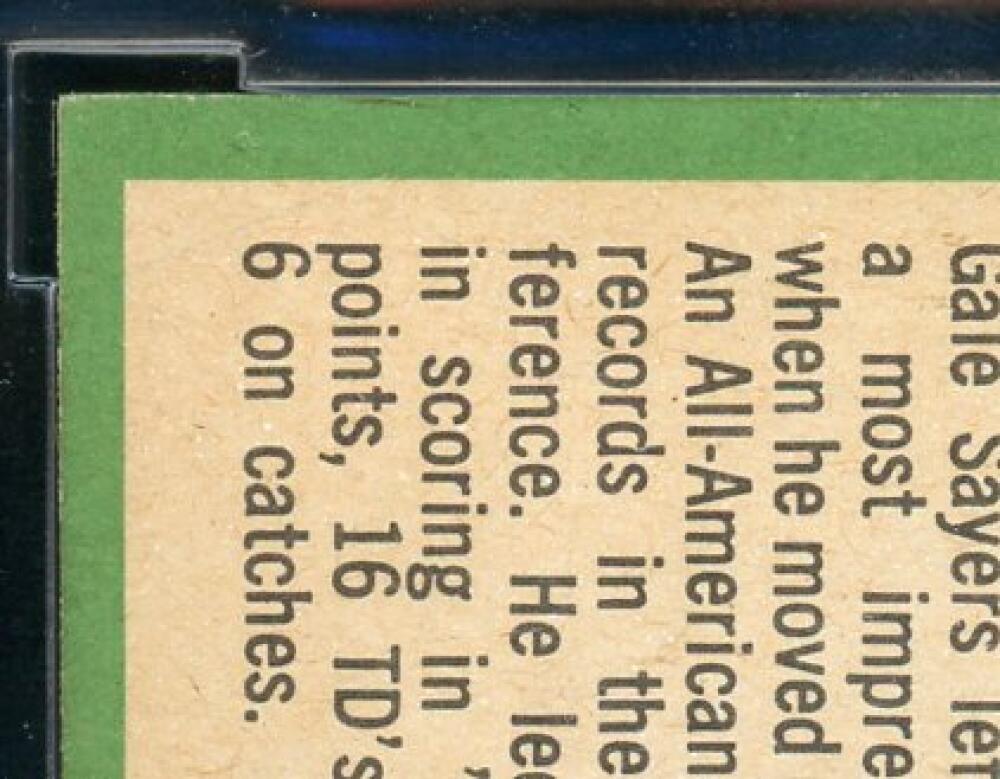 Gale Sayers
a most
when he moved
An All-American
records in the
ference. He
in scoring in '
points, 16 TD's
6 on catches.